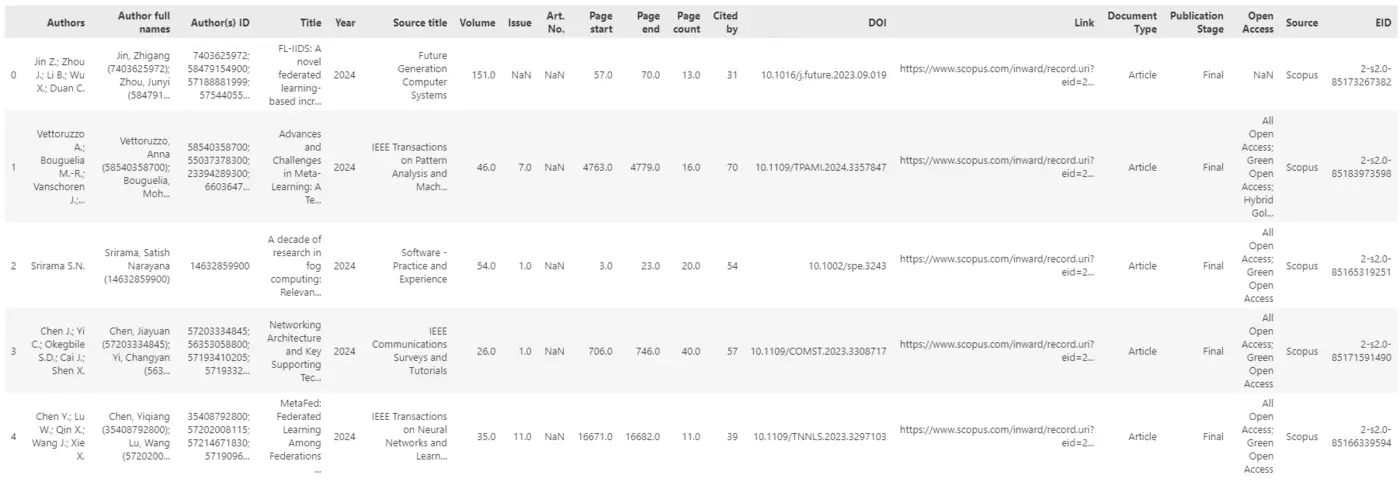 Authors
Author full
names
Author(s) ID
Title
Year
Source title
Volume
Issue
Art.
No.
Page
start
Page
end
Page
count
Cited
by
DOI
Link
Document
Type
Publication
Stage
Open
Access
Source
EID
0
Jin Z.; Zhou
J.; Li B.; Wu
X.; Duan C.
Jin, Zhigang
(7403625972);
Zhou, Junyi
(584791...
7403625972;
58479154900;
57188881999;
57544055...
FL-IIDS: A
novel
federated
learning-
based incr...
2024
Future
Generation
Computer
Systems
151.0
NaN
NaN
57.0
70.0
13.0
31
10.1016/j.future.2023.09.019
https://www.scopus.com/inward/record.uri?
eid=2...
Article
Final
NaN
Scopus
2-s2.0-
85173267382
1
Vettoruzzo
A.;
Bouguelia
M.-R.;
Vanschoren
J.;...
Vettoruzzo,
Anna
(58540358700);
Bouguelia,
Moh...
58540358700;
55037378300;
23394289300;
6603647...
Advances
and
Challenges
in Meta-
Learning: A
Te...
2024
IEEE Transactions
on Pattern
Analysis and
Mach...
46.0
7.0
NaN
4763.0
4779.0
16.0
70
10.1109/TPAMI.2024.3357847
https://www.scopus.com/inward/record.uri?
eid=2...
Article
Final
All
Open
Access;
Green
Open
Access;
Hybrid
Gol...
Scopus
2-s2.0-
85183973598
2
Srirama S.N.
Srirama, Satish
Narayana
(14632859900)
14632859900
A decade of
research in
fog
computing:
Relevan...
2024
Software -
Practice and
Experience
54.0
1.0
NaN
3.0
23.0
20.0
54
10.1002/spe.3243
https://www.scopus.com/inward/record.uri?
eid=2...
Article
Final
All
Open
Access;
Green
Open
Access
Scopus
2-s2.0-
85165319251
3
Chen J.; Yi
C.; Okegbile
S.D.; Cai J.;
Shen X.
Chen, Jiayuan
(57203334845);
Yi, Changyan
(563...
57203334845;
56353058800;
57193410205;
5719332...
Networking
Architecture
and Key
Supporting
Tec...
2024
IEEE
Communications
Surveys and
Tutorials
26.0
1.0
NaN
706.0
746.0
40.0
57
10.1109/COMST.2023.3308717
https://www.scopus.com/inward/record.uri?
eid=2...
Article
Final
All
Open
Access;
Green
Open
Access
Scopus
2-s2.0-
85171591490
4
Chen Y.; Lu
W.; Qin X.;
Wang J.; Xie
X.
Chen, Yiqiang
(35408792800);
Lu, Wang
(5720200...
35408792800;
57202008115;
57214671830;
5719096...
MetaFed:
Federated
Learning
Among
Federations
...
2024
IEEE Transactions
on Neural
Networks and
Learn...
35.0
11.0
NaN
16671.0
16682.0
11.0
39
10.1109/TNNLS.2023.3297103
https://www.scopus.com/inward/record.uri?
eid=2...
Article
Final
All
Open
Access;
Green
Open
Access
Scopus
2-s2.0-
85166339594